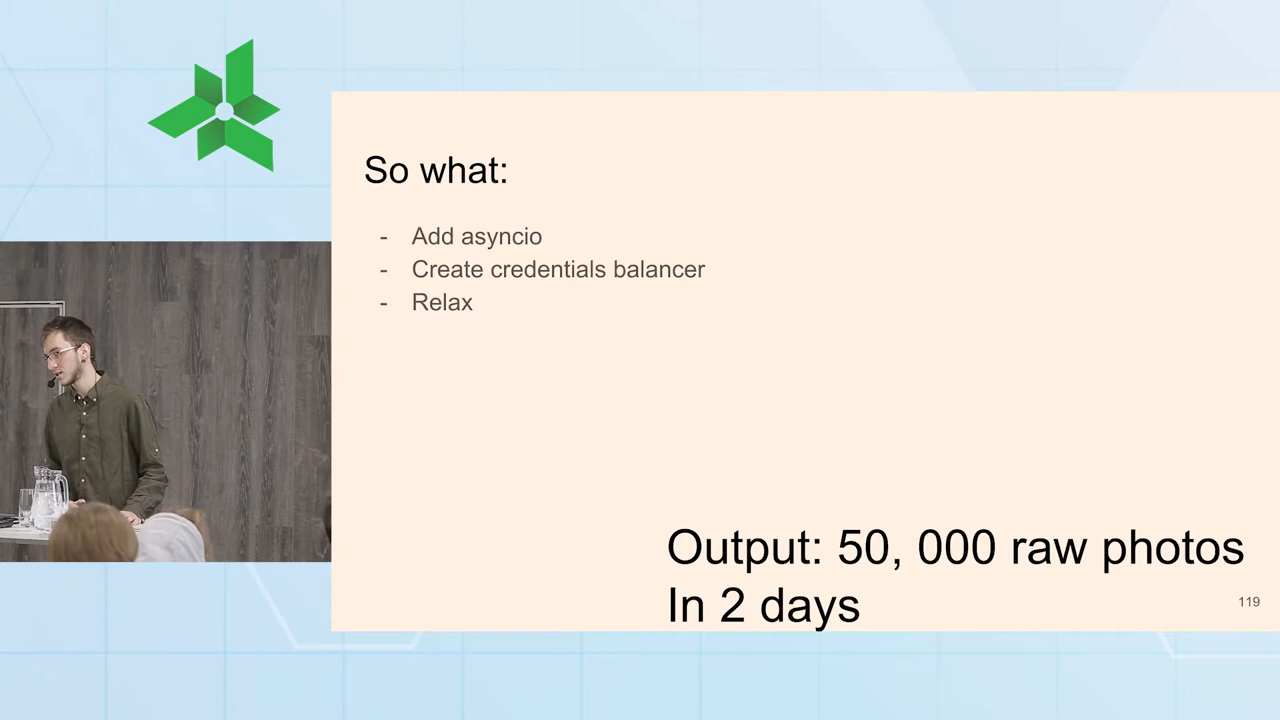 So what:
- Add asyncio
- Create credentials balancer
- Relax
Output: 50, 000 raw photos
In 2 days
119